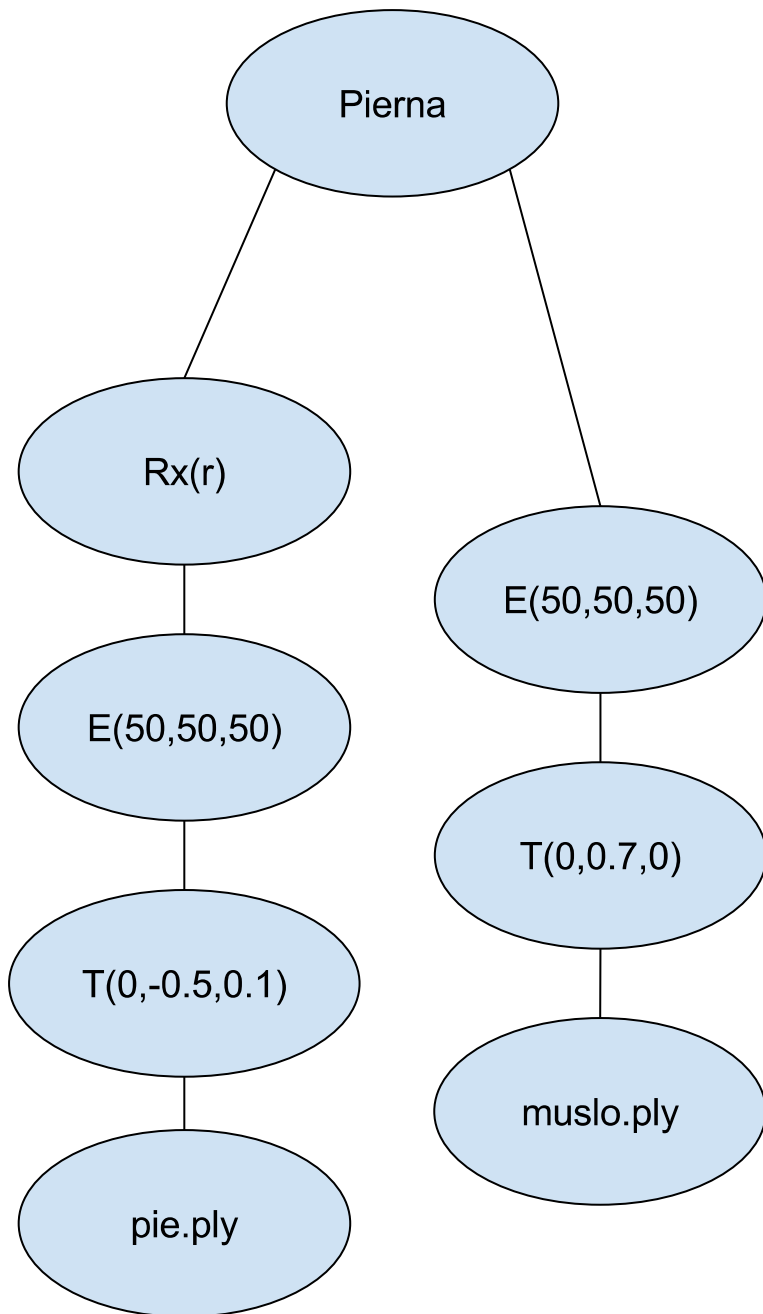 Pierna
Rx(r)
E(50,50,50)
T(0,-0.5,0.1)
pie.ply
E(50,50,50)
T(0,0.7,0)
muslo.ply